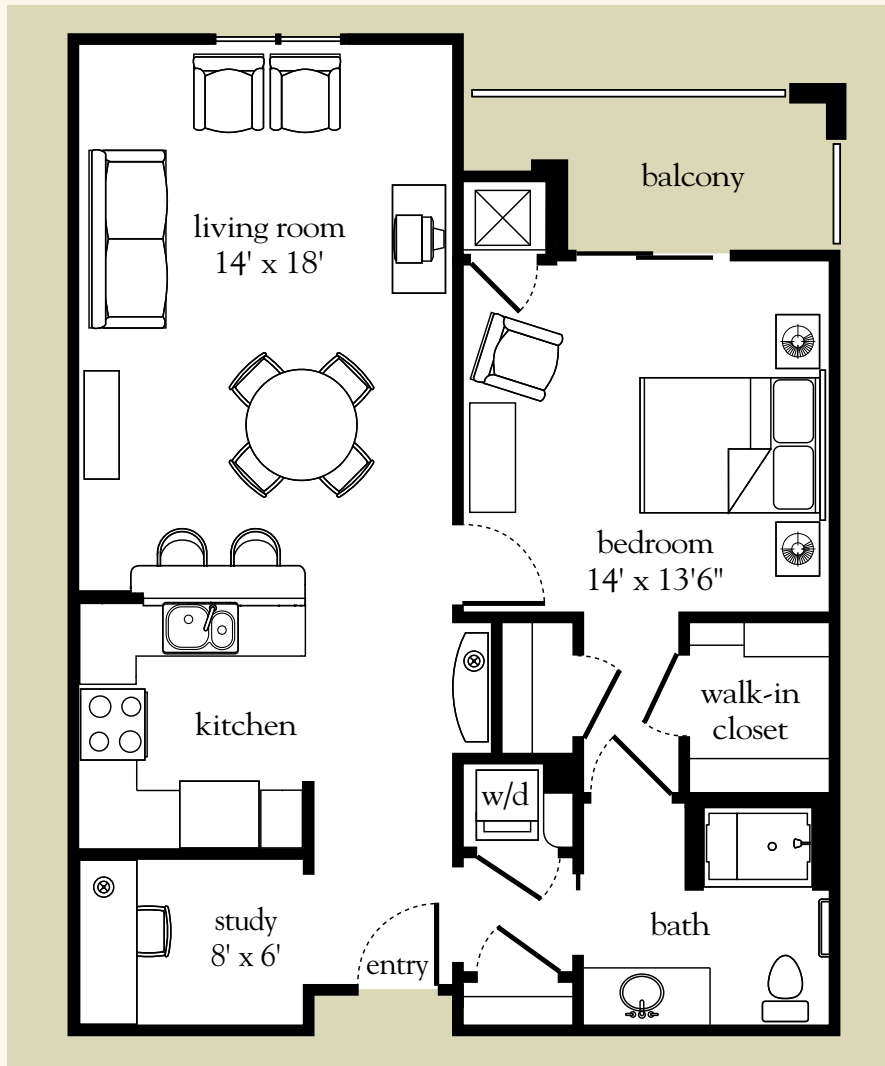 balcony
living room
14' x 18'
bedroom
14' x 13'6"
walk-in
closet
kitchen
w/d
study
8' x 6'
bath
entry